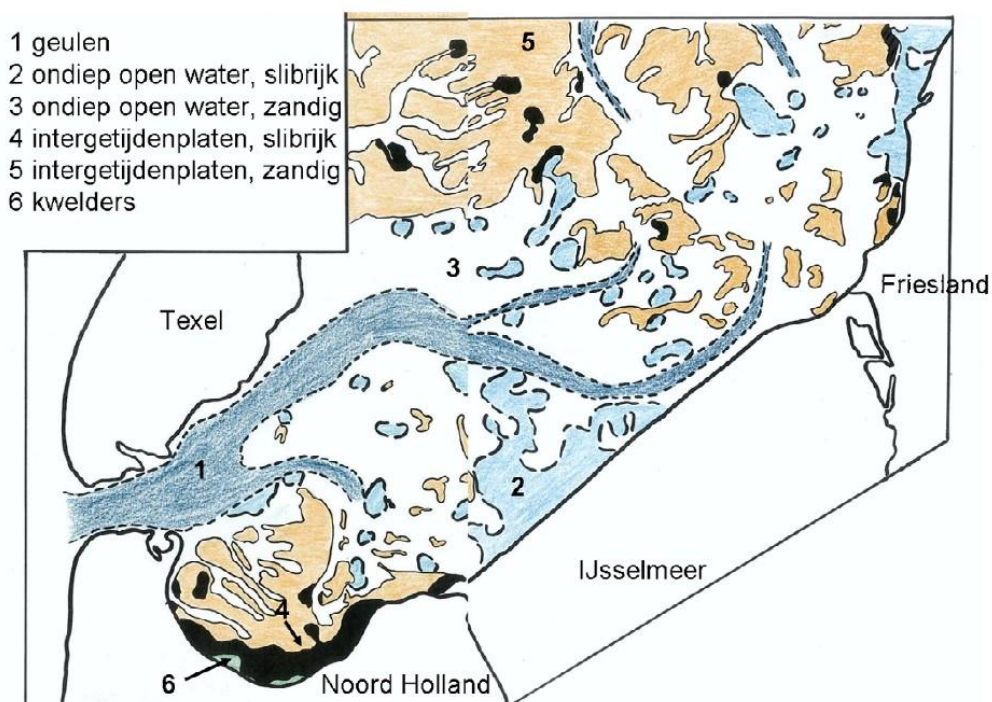 1 geulen
2 ondiep open water, slibrijk
3 ondiep open water, zandig
4 intergetijdenplaten, slibrijk
5 intergetijdenplaten, zandig
6 kwelders
5
3
Texel
Friesland
1
2
IJsselmeer
4
6
Noord Holland